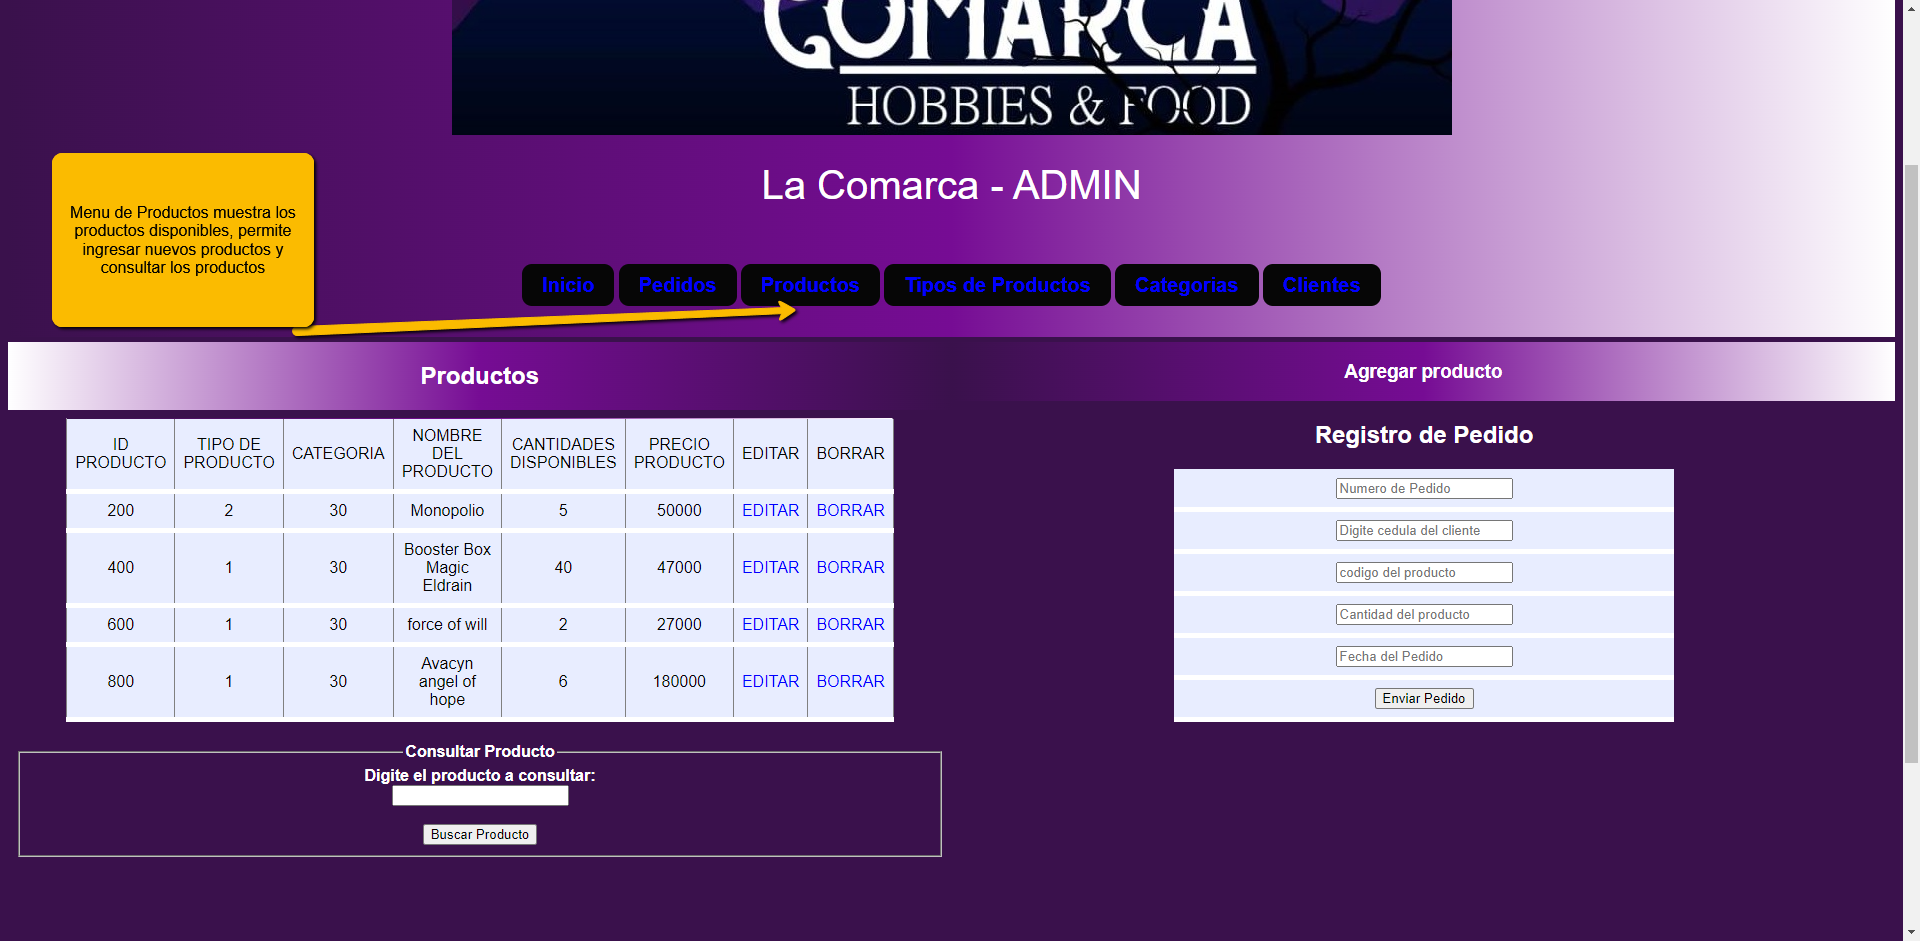 COMARCA
HOBBIES & FOOD
La Comarca - ADMIN
Menu de Productos muestra los
productos disponibles, permite
ingresar nuevos productos y
consultar los productos
Inicio Pedidos Productos Tipos de Productos Categorias Clientes
Productos
ID PRODUCTO TIPO DE PRODUCTO CATEGORIA NOMBRE DEL PRODUCTO CANTIDADES DISPONIBLES PRECIO PRODUCTO EDITAR BORRAR
200 2 30 Monopolio 5 50000 EDITAR BORRAR
400 1 30 Booster Box Magic Eldrain 40 47000 EDITAR BORRAR
600 1 30 force of will 2 27000 EDITAR BORRAR
800 1 30 Avacyn angel of hope 6 180000 EDITAR BORRAR
Consultar Producto
Digite el producto a consultar:
Buscar Producto
Agregar producto
Registro de Pedido
Numero de Pedido
Digite cedula del cliente
codigo del producto
Cantidad del producto
Fecha del Pedido
Enviar Pedido